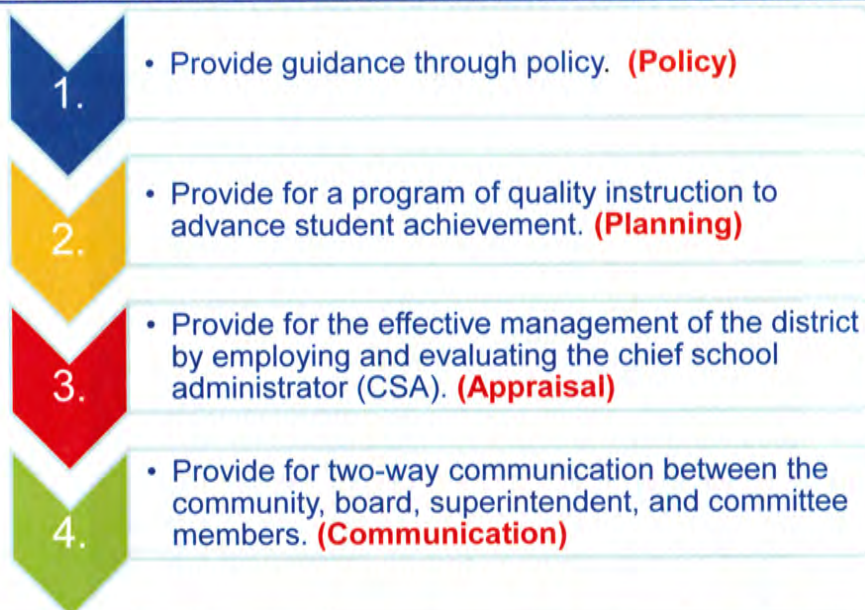 1.
• Provide guidance through policy. (Policy)
2.
• Provide for a program of quality instruction to
advance student achievement. (Planning)
3.
• Provide for the effective management of the district
by employing and evaluating the chief school
administrator (CSA). (Appraisal)
4.
• Provide for two-way communication between the
community, board, superintendent, and committee
members. (Communication)